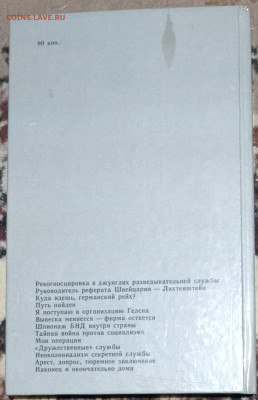 COINS.LAVE.RU
90 коп.
Рекогносцировка в джунглях разведывательной службы
Руководитель реферата Швейцария — Лихтенштейн
Куда идешь, германский рейх?
Путь найден
Я поступаю в организацию Гелена
Вывеска меняется — фирма остается
Шпионаж БНД внутри страны
Тайная война против социализма
Мои операции
«Дружественные» службы
Неоколониализм секретной службы
Арест, допрос, тюремное заключение
Наконец и окончательно дома